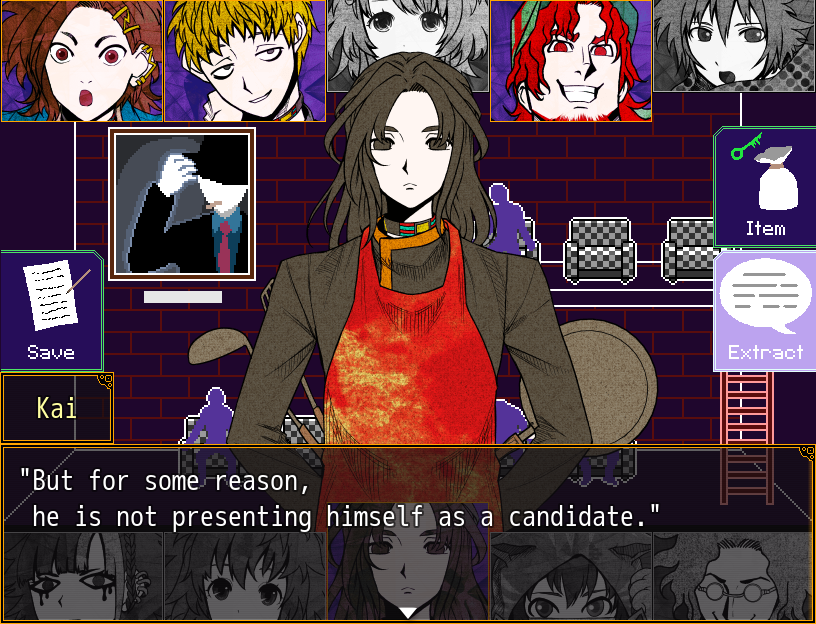 Item
Save
Extract
Kai
"But for some reason,
he is not presenting himself as a candidate."